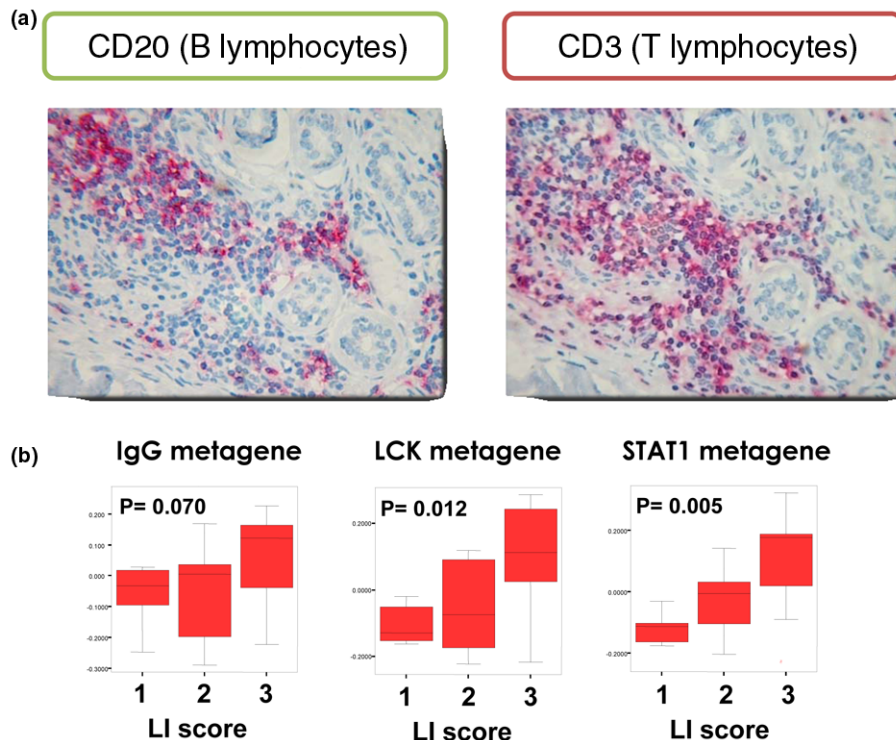 (a)
CD20 (B lymphocytes)
CD3 (T lymphocytes)
(b)
IgG metagene
LCK metagene
STAT1 metagene
P= 0.070
0.200
0.100
0.000
-0.1000
-0.2000
-0.3000
1 2 3
LI score
P= 0.012
0.2000
0.0000
-0.2000
1 2 3
LI score
P= 0.005
0.2000
0.0000
-0.2000
1 2 3
LI score